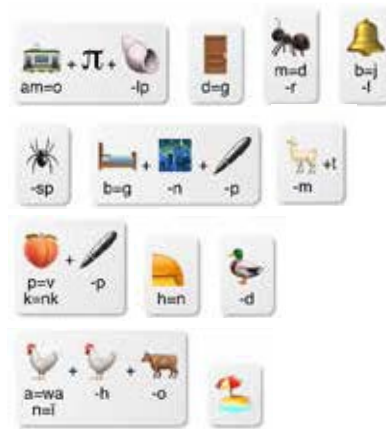 + π +
am=o -lp d=g m=d b=j
-r -l
+ + +t
-sp b=g -n -p -m
+
p=v -p h=n -d
k=nk
+ +
a=wa -h -o
n=l